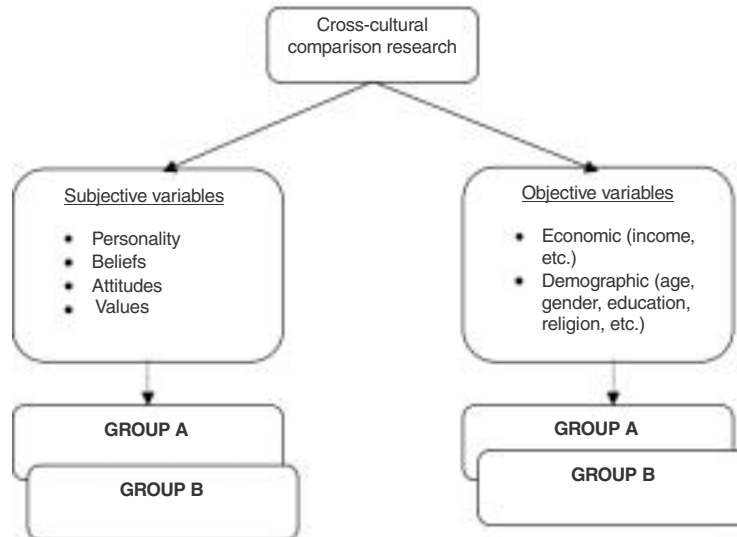 Cross-cultural
comparison research
Subjective variables
• Personality
• Beliefs
• Attitudes
• Values
GROUP A
GROUP B
Objective variables
• Economic (income,
etc.)
• Demographic (age,
gender, education,
religion, etc.)
GROUP A
GROUP B